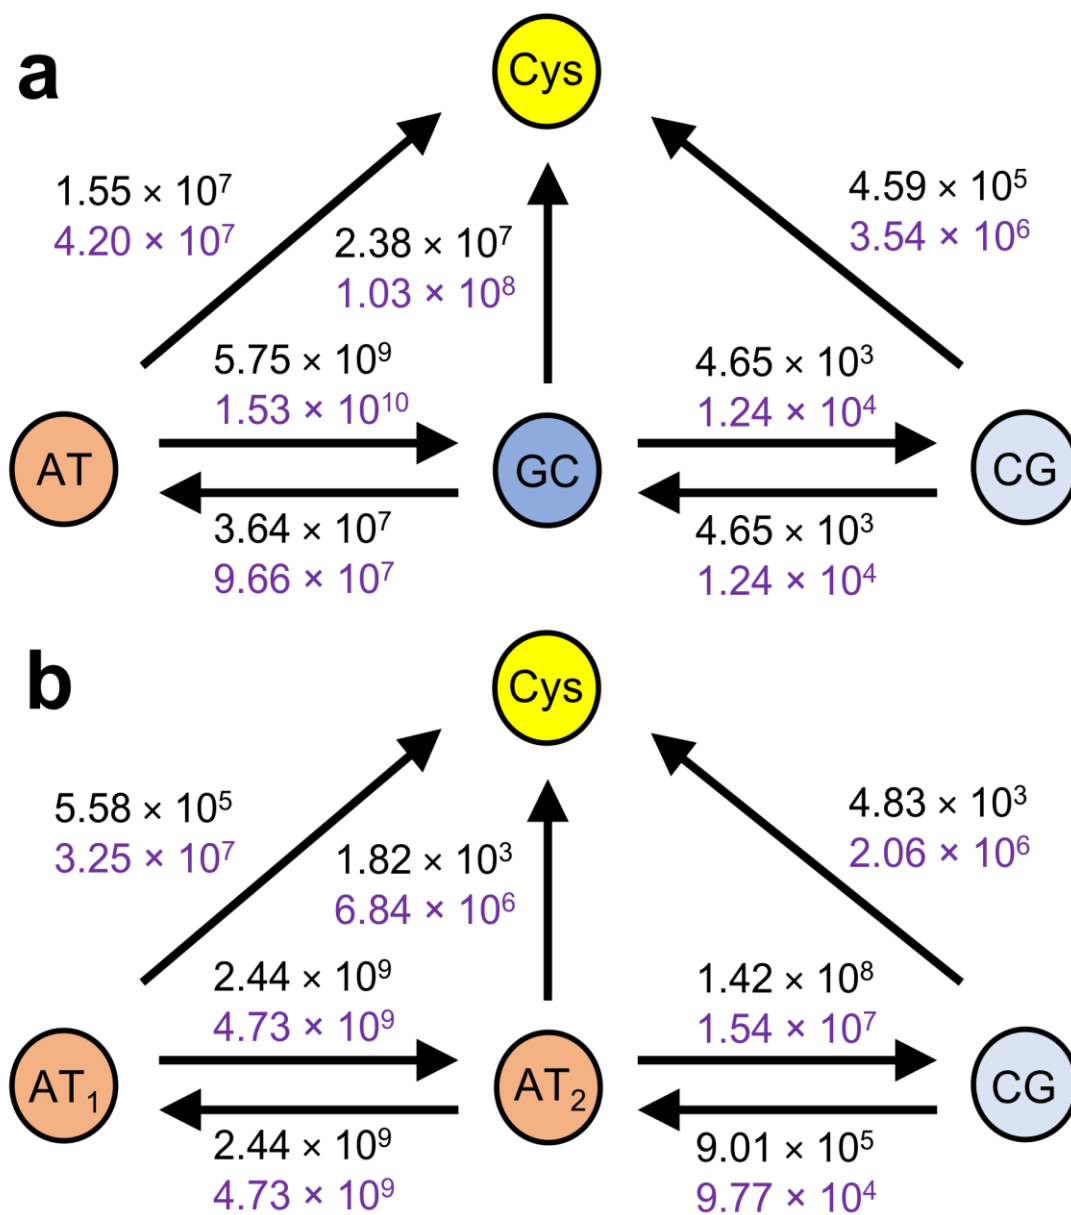 a
Cys
1.55 × 10⁷
4.20 × 10⁷
2.38 × 10⁷
1.03 × 10⁸
4.59 × 10⁵
3.54 × 10⁶
5.75 × 10⁹
1.53 × 10¹⁰
4.65 × 10³
1.24 × 10⁴
AT
GC
CG
3.64 × 10⁷
9.66 × 10⁷
4.65 × 10³
1.24 × 10⁴
b
Cys
5.58 × 10⁵
3.25 × 10⁷
1.82 × 10³
6.84 × 10⁶
4.83 × 10³
2.06 × 10⁶
2.44 × 10⁹
4.73 × 10⁹
1.42 × 10⁸
1.54 × 10⁷
AT₁
AT₂
CG
2.44 × 10⁹
4.73 × 10⁹
9.01 × 10⁵
9.77 × 10⁴